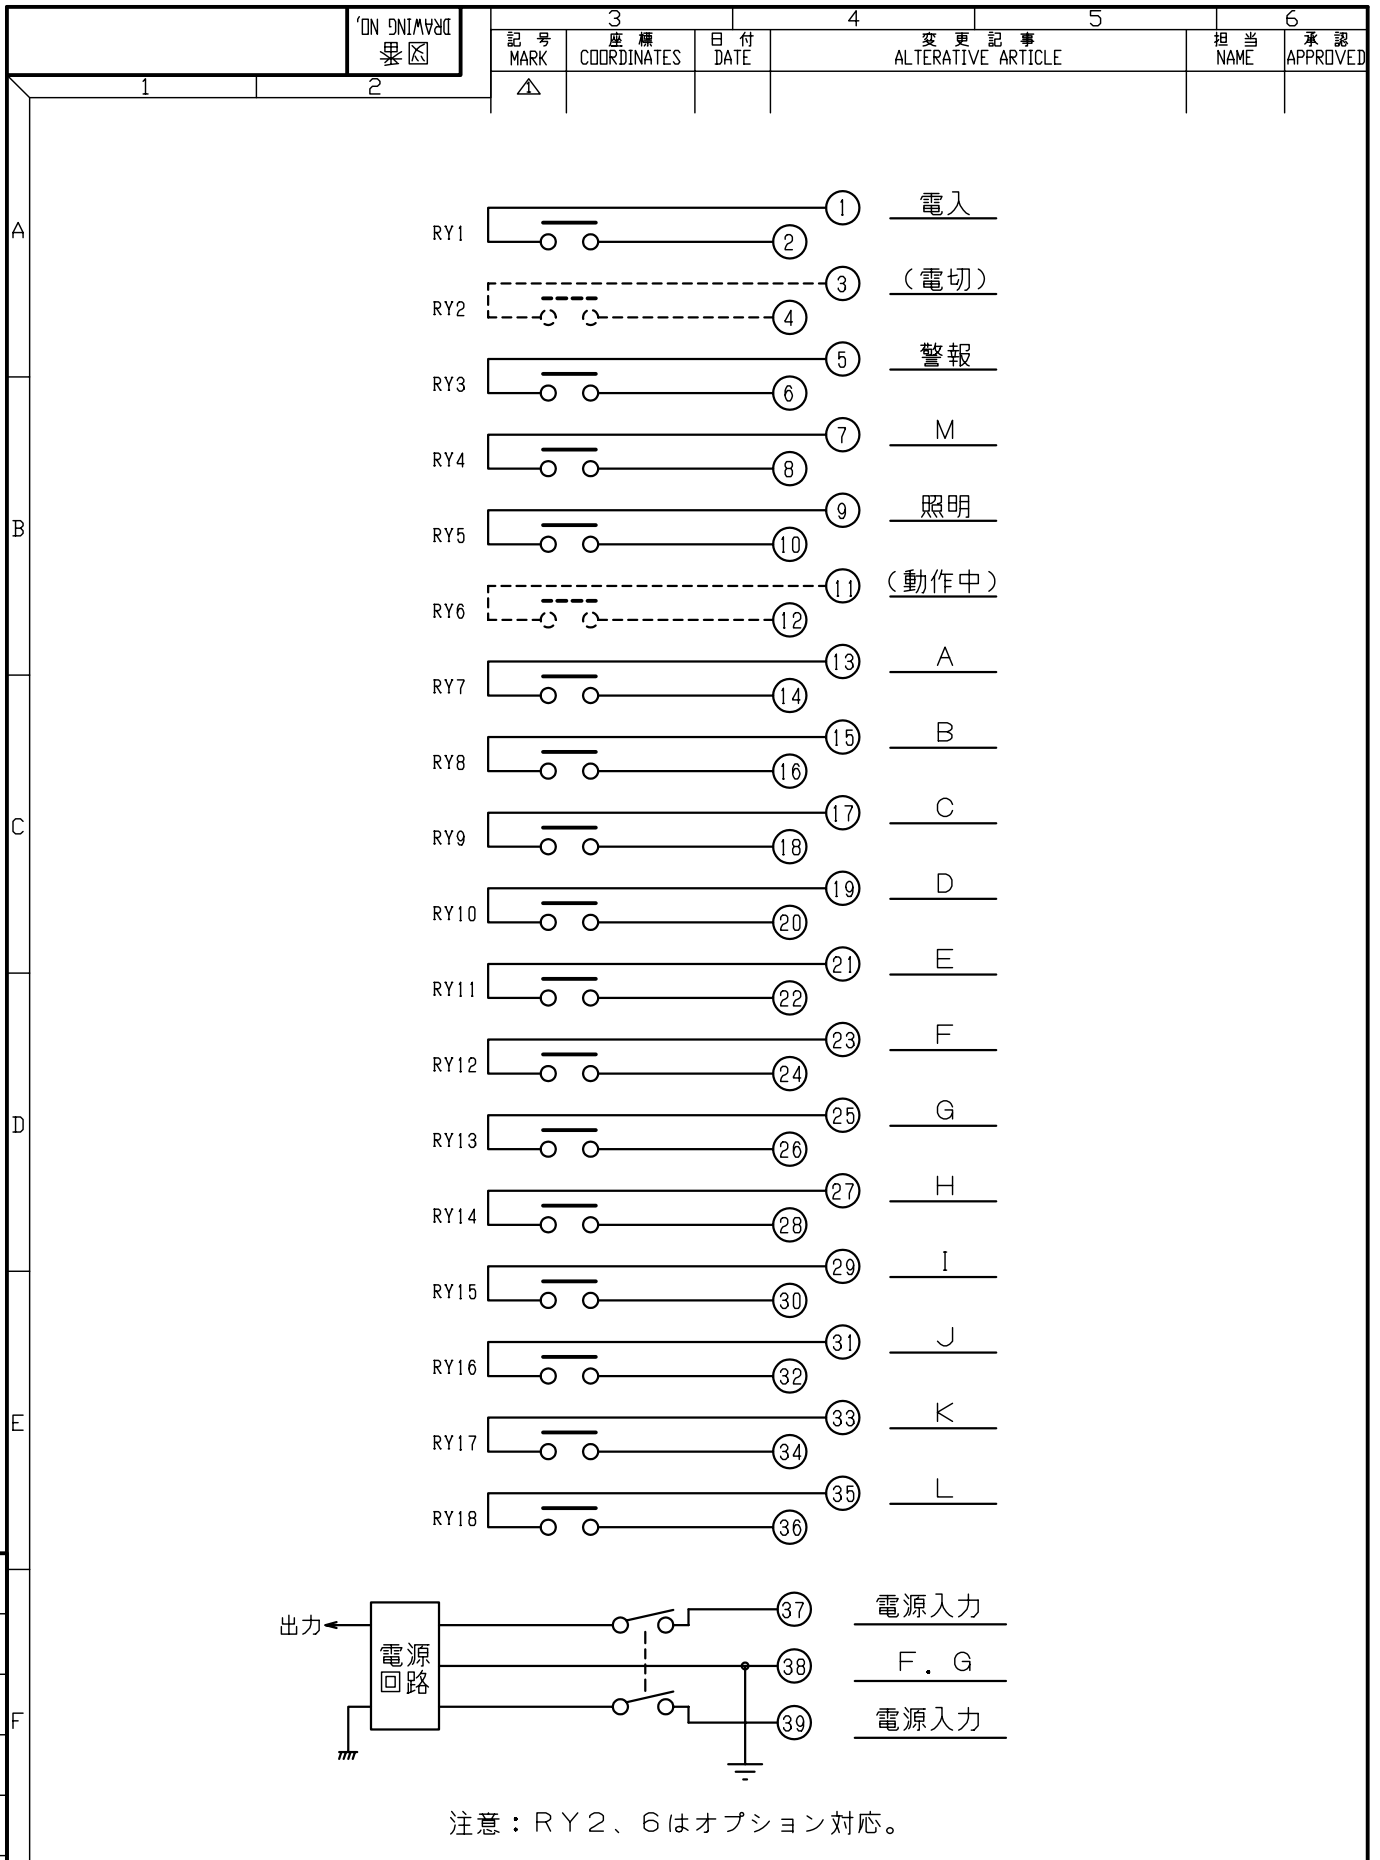 図番
DRAWING NO,
3 4 5 6
記号 座標 日付 変更記事 担当 承認
MARK COORDINATES DATE ALTERATIVE ARTICLE NAME APPROVED
1 2
1
A
B
C
D
E
F
RY1 1 2 電入
RY2 3 4 (電切)
RY3 5 6 警報
RY4 7 8 M
RY5 9 10 照明
RY6 11 12 (動作中)
RY7 13 14 A
RY8 15 16 B
RY9 17 18 C
RY10 19 20 D
RY11 21 22 E
RY12 23 24 F
RY13 25 26 G
RY14 27 28 H
RY15 29 30 I
RY16 31 32 J
RY17 33 34 K
RY18 35 36 L
出力
電源
回路
37 電源入力
38 F.G
39 電源入力
注意:RY2、6はオプション対応。